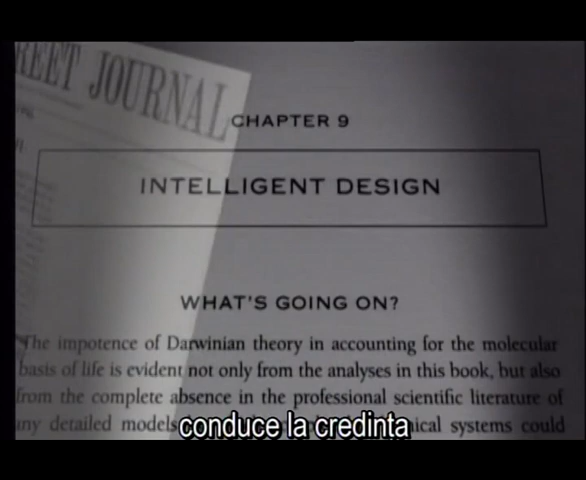 REET JOURNAL
CHAPTER 9
INTELLIGENT DESIGN
WHAT'S GOING ON?
The impotence of Darwinian theory in accounting for the molecular
basis of life is evident not only from the analyses in this book, but also
from the complete absence in the professional scientific literature of
any detailed models ical systems could
conduce la credinta